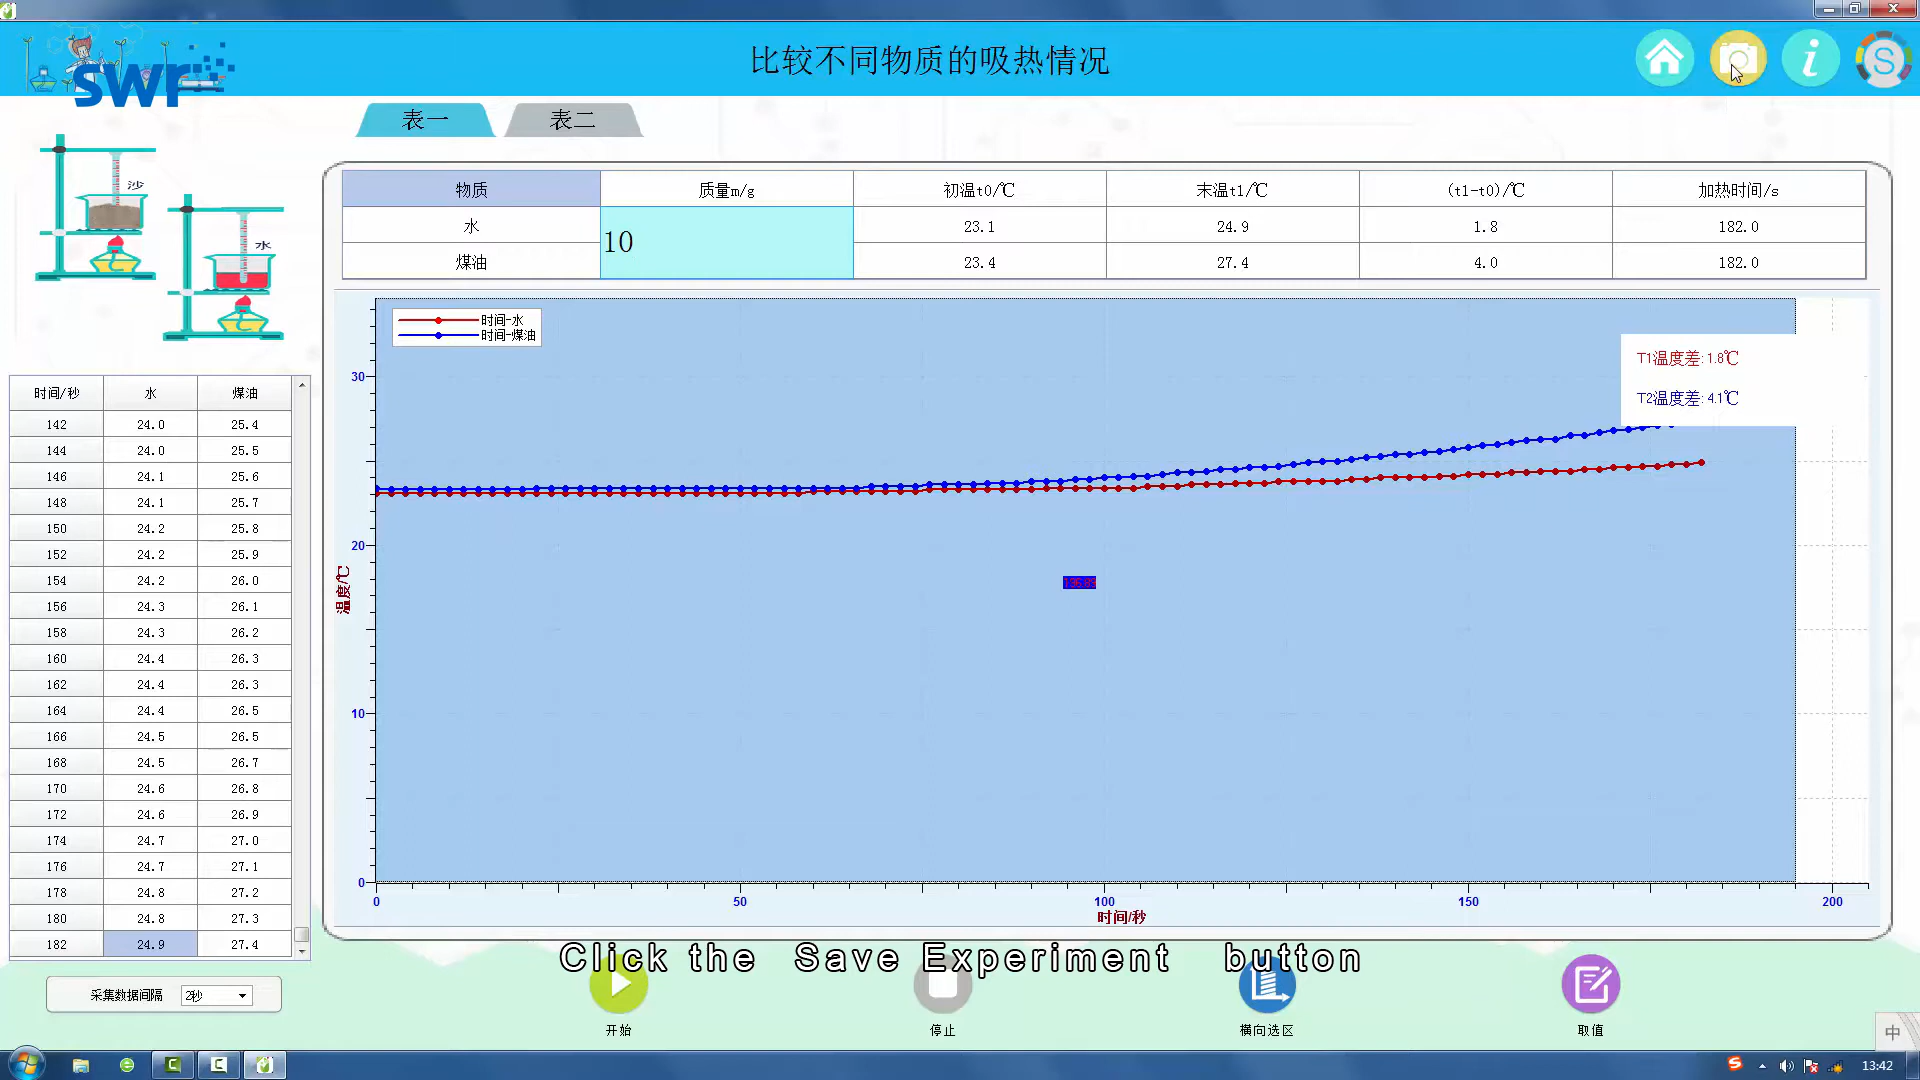 比较不同物质的吸热情况
swr
S
表一 表二
沙
水
物质 质量m/g 初温t0/℃ 末温t1/℃ (t1-t0)/℃ 加热时间/s
水 10 23.1 24.9 1.8 182.0
煤油 23.4 27.4 4.0 182.0
时间-水
时间-煤油
T1温度差: 1.8℃
T2温度差: 4.1℃
30
20
10
0
温度/℃
0 50 100 150 200
时间/秒
时间/秒 水 煤油
142 24.0 25.4
144 24.0 25.5
146 24.1 25.6
148 24.1 25.7
150 24.2 25.8
152 24.2 25.9
154 24.2 26.0
156 24.3 26.1
158 24.3 26.2
160 24.4 26.3
162 24.4 26.3
164 24.4 26.5
166 24.5 26.5
168 24.5 26.7
170 24.6 26.8
172 24.6 26.9
174 24.7 27.0
176 24.7 27.1
178 24.8 27.2
180 24.8 27.3
182 24.9 27.4
Click the Save Experiment button
采集数据间隔 2秒
开始 停止 横向选区 取值
中
13:42